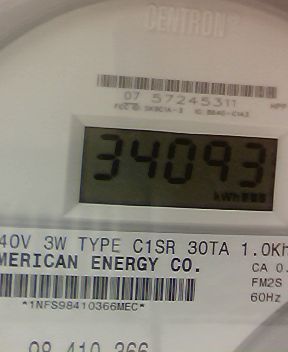 CENTRON®
07 57245311
34093
kWh
40V 3W TYPE C1SR 30TA 1.0Kh
MERICAN ENERGY CO.
CA 0.
FM2S
60Hz
*1NFS98410366MEC*
98 410 366